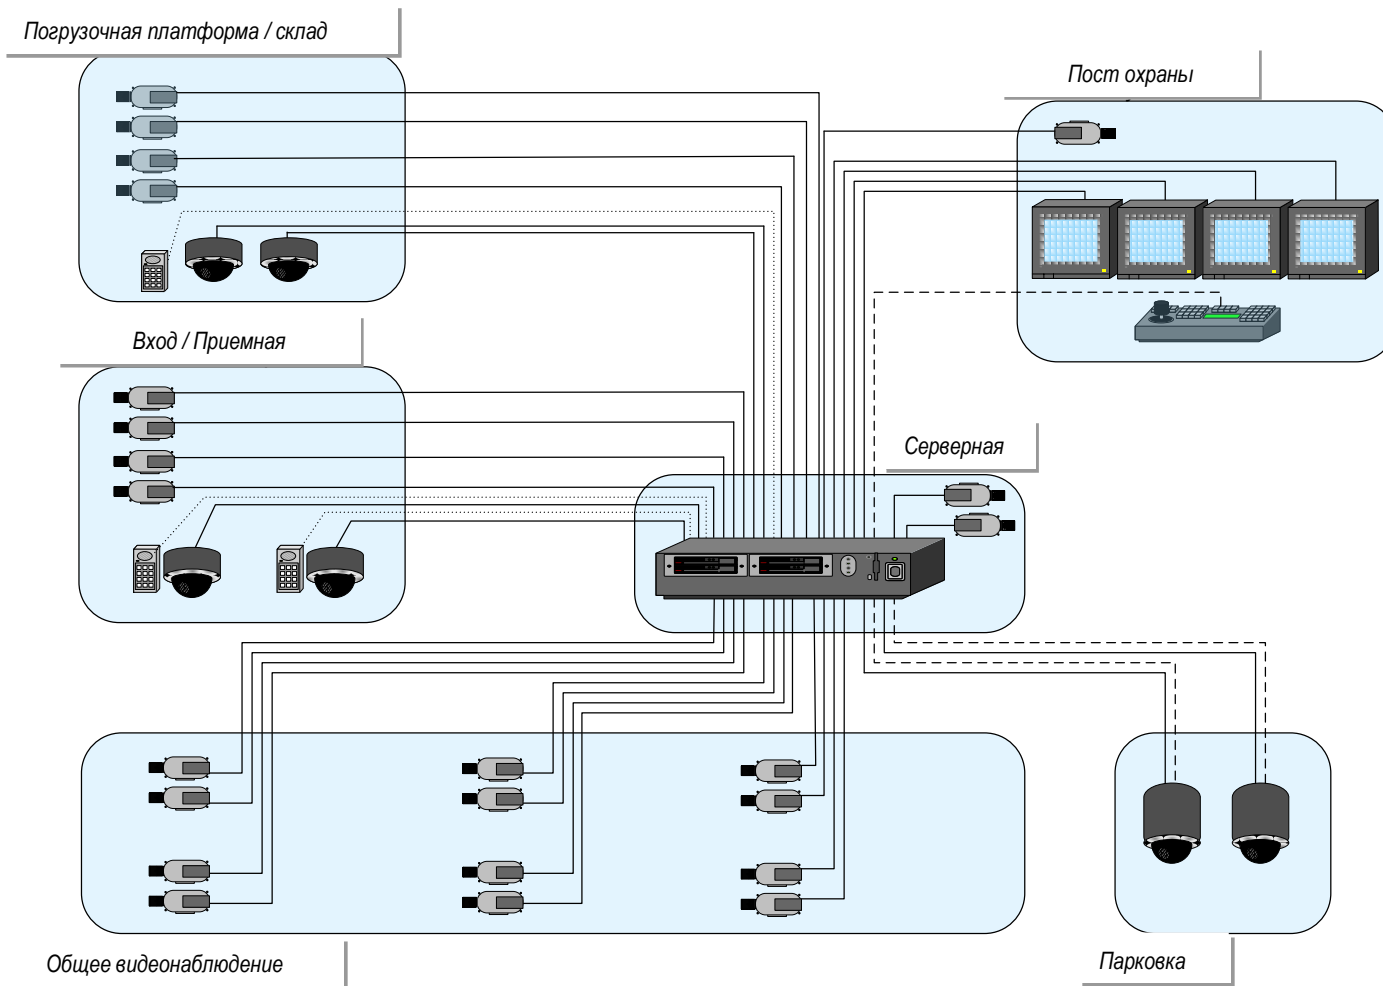 Погрузочная платформа / склад
Пост охраны
Вход / Приемная
Серверная
Общее видеонаблюдение
Парковка